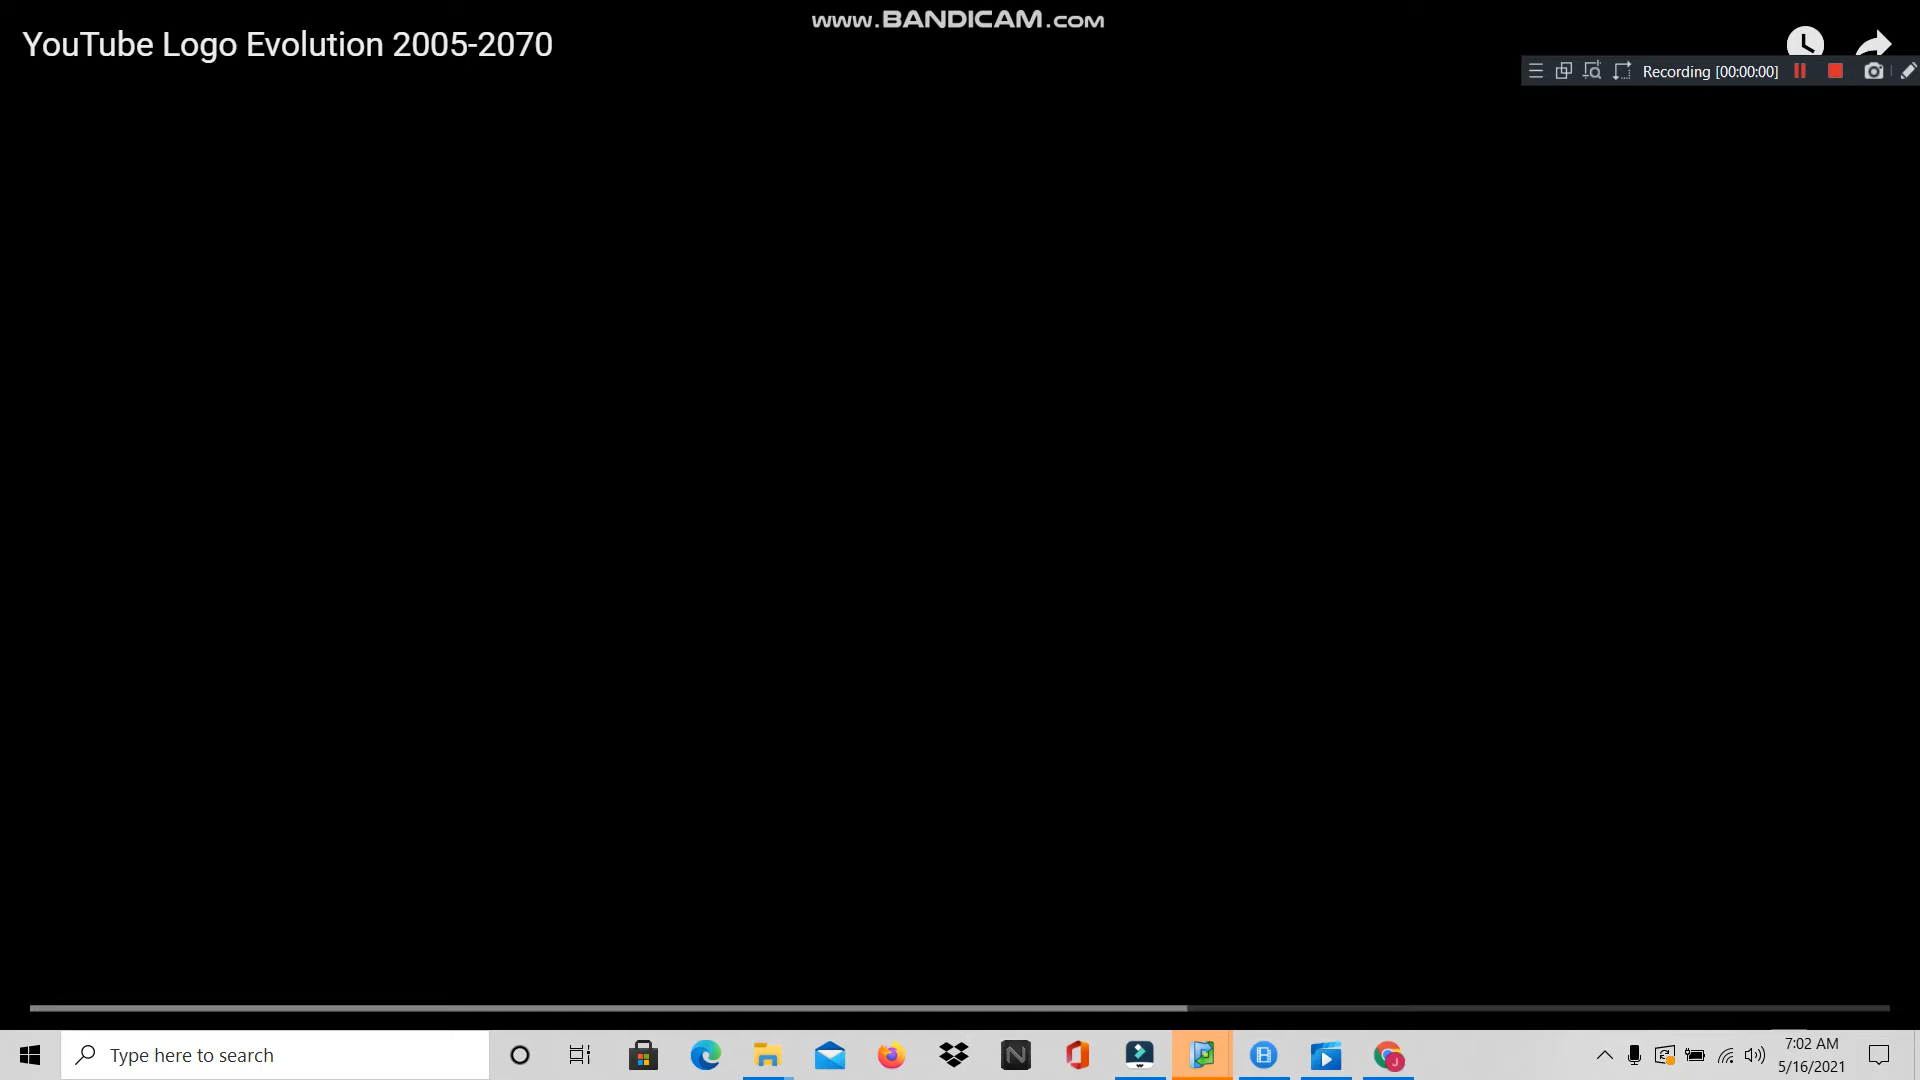 www.BANDICAM.com
YouTube Logo Evolution 2005-2070
Recording [00:00:00]
Type here to search
7:02 AM
5/16/2021